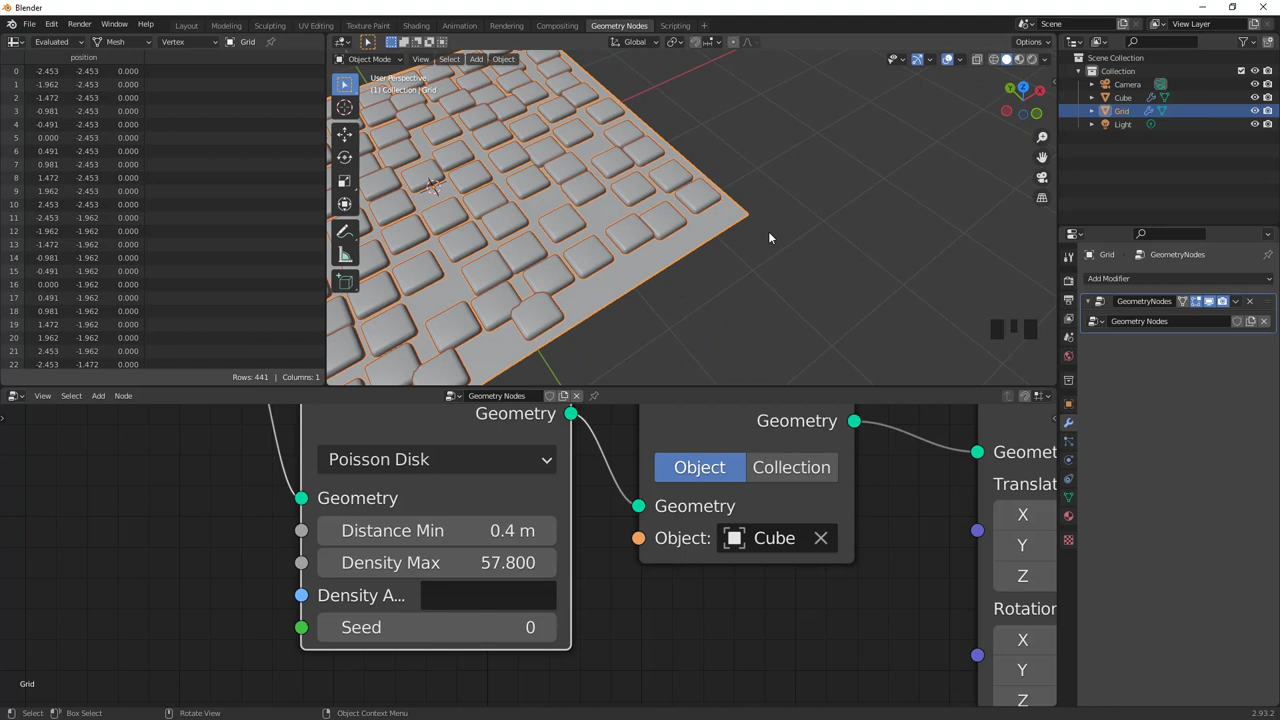 Blender
File Edit Render Window Help Layout Modeling Sculpting UV Editing Texture Paint Shading Animation Rendering Compositing Geometry Nodes Scripting Scene View Layer
Evaluated Mesh Vertex Grid Global Options
position Object Mode View Select Add Object Scene Collection
0 -2.453 -2.453 0.000 User Perspective Collection
1 -1.962 -2.453 0.000 (1) Collection | Grid Camera
2 -1.472 -2.453 0.000 Cube
3 -0.981 -2.453 0.000 Grid
4 -0.491 -2.453 0.000 Light
5 0.000 -2.453 0.000
6 0.491 -2.453 0.000
7 0.981 -2.453 0.000
8 1.472 -2.453 0.000
9 1.962 -2.453 0.000
10 2.453 -2.453 0.000
11 -2.453 -1.962 0.000
12 -1.962 -1.962 0.000
13 -1.472 -1.962 0.000
14 -0.981 -1.962 0.000 Grid GeometryNodes
15 -0.491 -1.962 0.000
16 0.000 -1.962 0.000 Add Modifier
17 0.491 -1.962 0.000 GeometryNodes
18 0.981 -1.962 0.000
19 1.472 -1.962 0.000 Geometry Nodes
20 1.962 -1.962 0.000
21 2.453 -1.962 0.000
22 -2.453 -1.472 0.000
Rows: 441 | Columns: 1
View Select Add Node Geometry Nodes
Geometry Geometry
Poisson Disk Object Collection Geomet
Geometry Geometry Translat
Distance Min 0.4 m Object: Cube X
Density Max 57.800 Y
Density A... Z
Seed 0 Rotation
X
Y
Z
Grid
Select Box Select Rotate View Object Context Menu 2.93.2